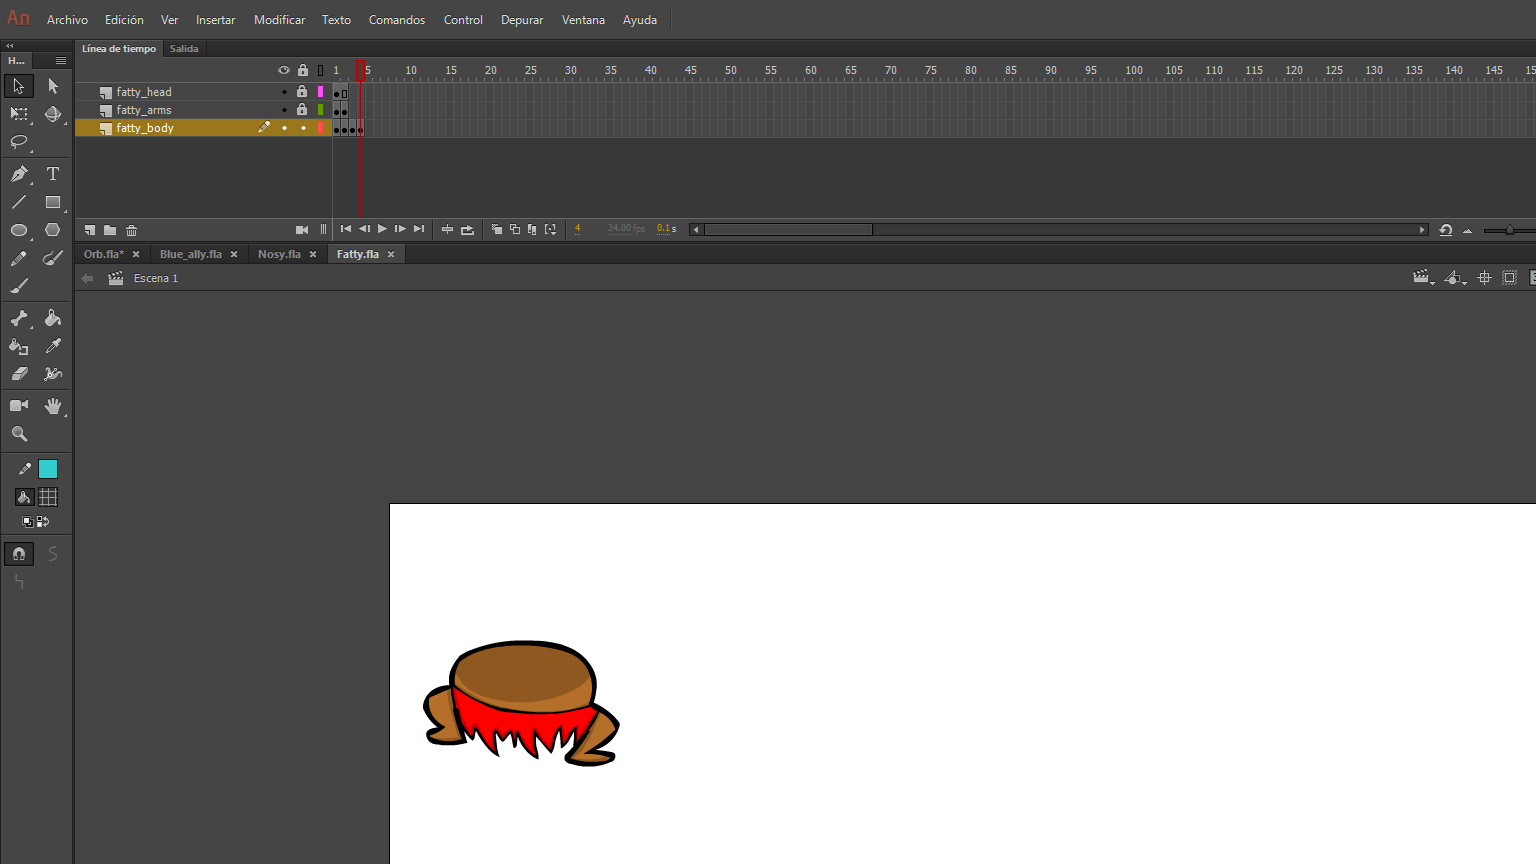 An Archivo Edición Ver Insertar Modificar Texto Comandos Control Depurar Ventana Ayuda
Línea de tiempo Salida
H...
1 5 10 15 20 25 30 35 40 45 50 55 60 65 70 75 80 85 90 95 100 105 110 115 120 125 130 135 140 145 15
fatty_head
fatty_arms
fatty_body
4 24.00 fps 0.1 s
Orb.fla* Blue_ally.fla Nosy.fla Fatty.fla
Escena 1